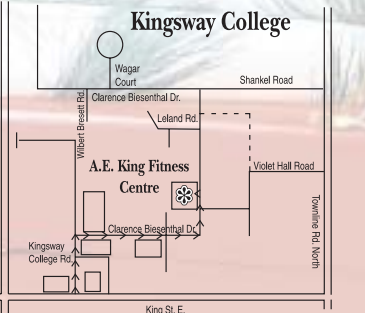 Kingsway College
Wagar
Court
Shankel Road
Clarence Biesenthal Dr.
Wilbert Bresett Rd.
Leland Rd.
A.E. King Fitness
Centre
Violet Hall Road
Townline Rd. North
Clarence Biesenthal Dr.
Kingsway
College Rd.
King St. E.